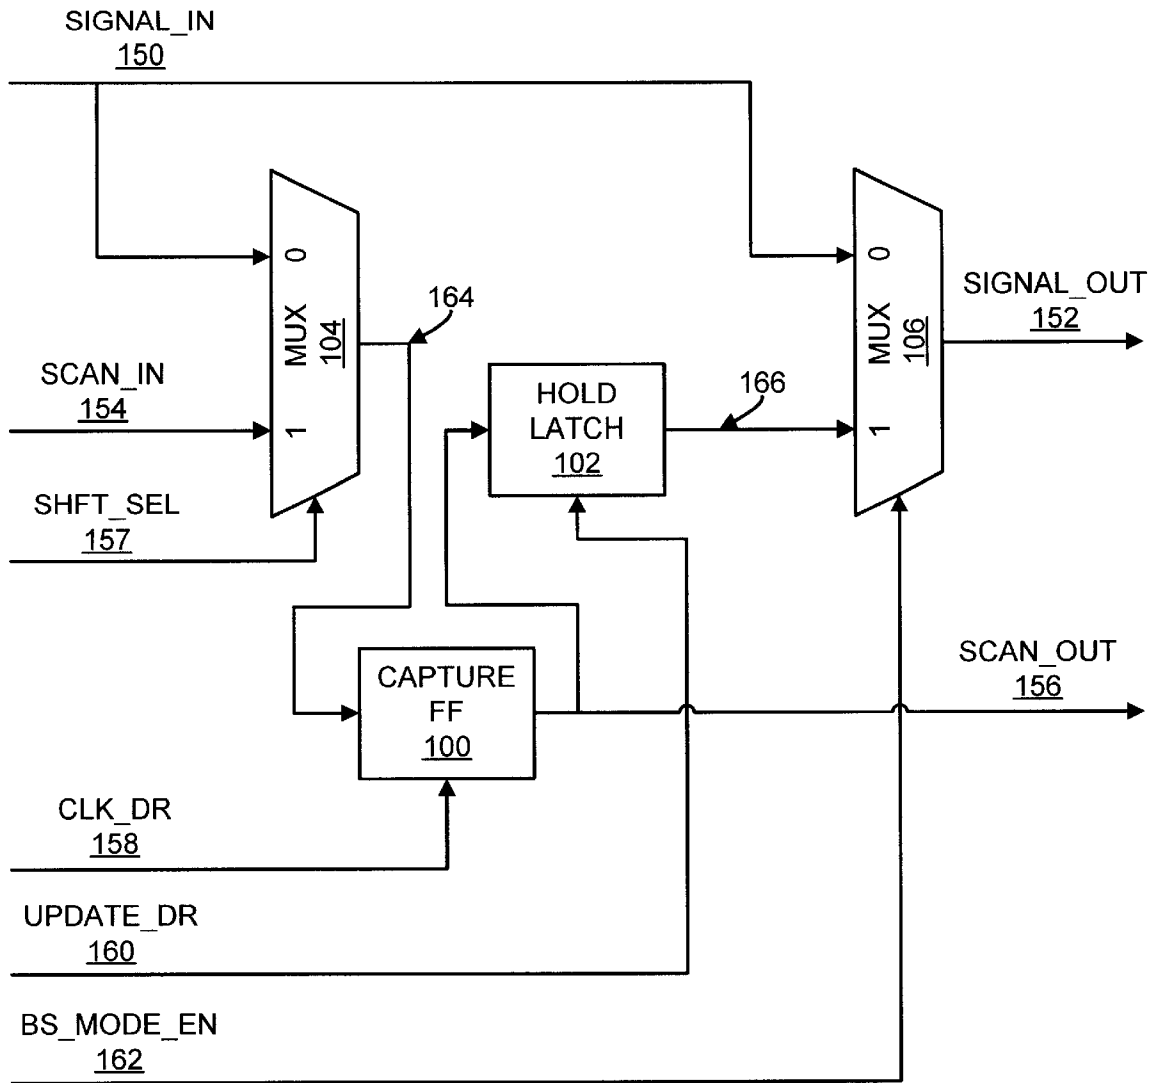 SIGNAL_IN
150
0
MUX
104
1
164
SCAN_IN
154
SHFT_SEL
157
HOLD
LATCH
102
166
0
MUX
106
1
SIGNAL_OUT
152
CAPTURE
FF
100
SCAN_OUT
156
CLK_DR
158
UPDATE_DR
160
BS_MODE_EN
162